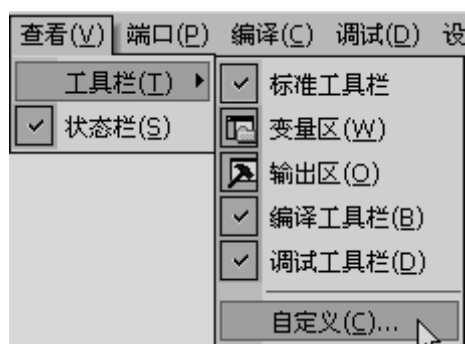 查看(V) 端口(P) 编译(C) 调试(D) 设
工具栏(T)
状态栏(S)
标准工具栏
变量区(W)
输出区(O)
编译工具栏(B)
调试工具栏(D)
自定义(C)...